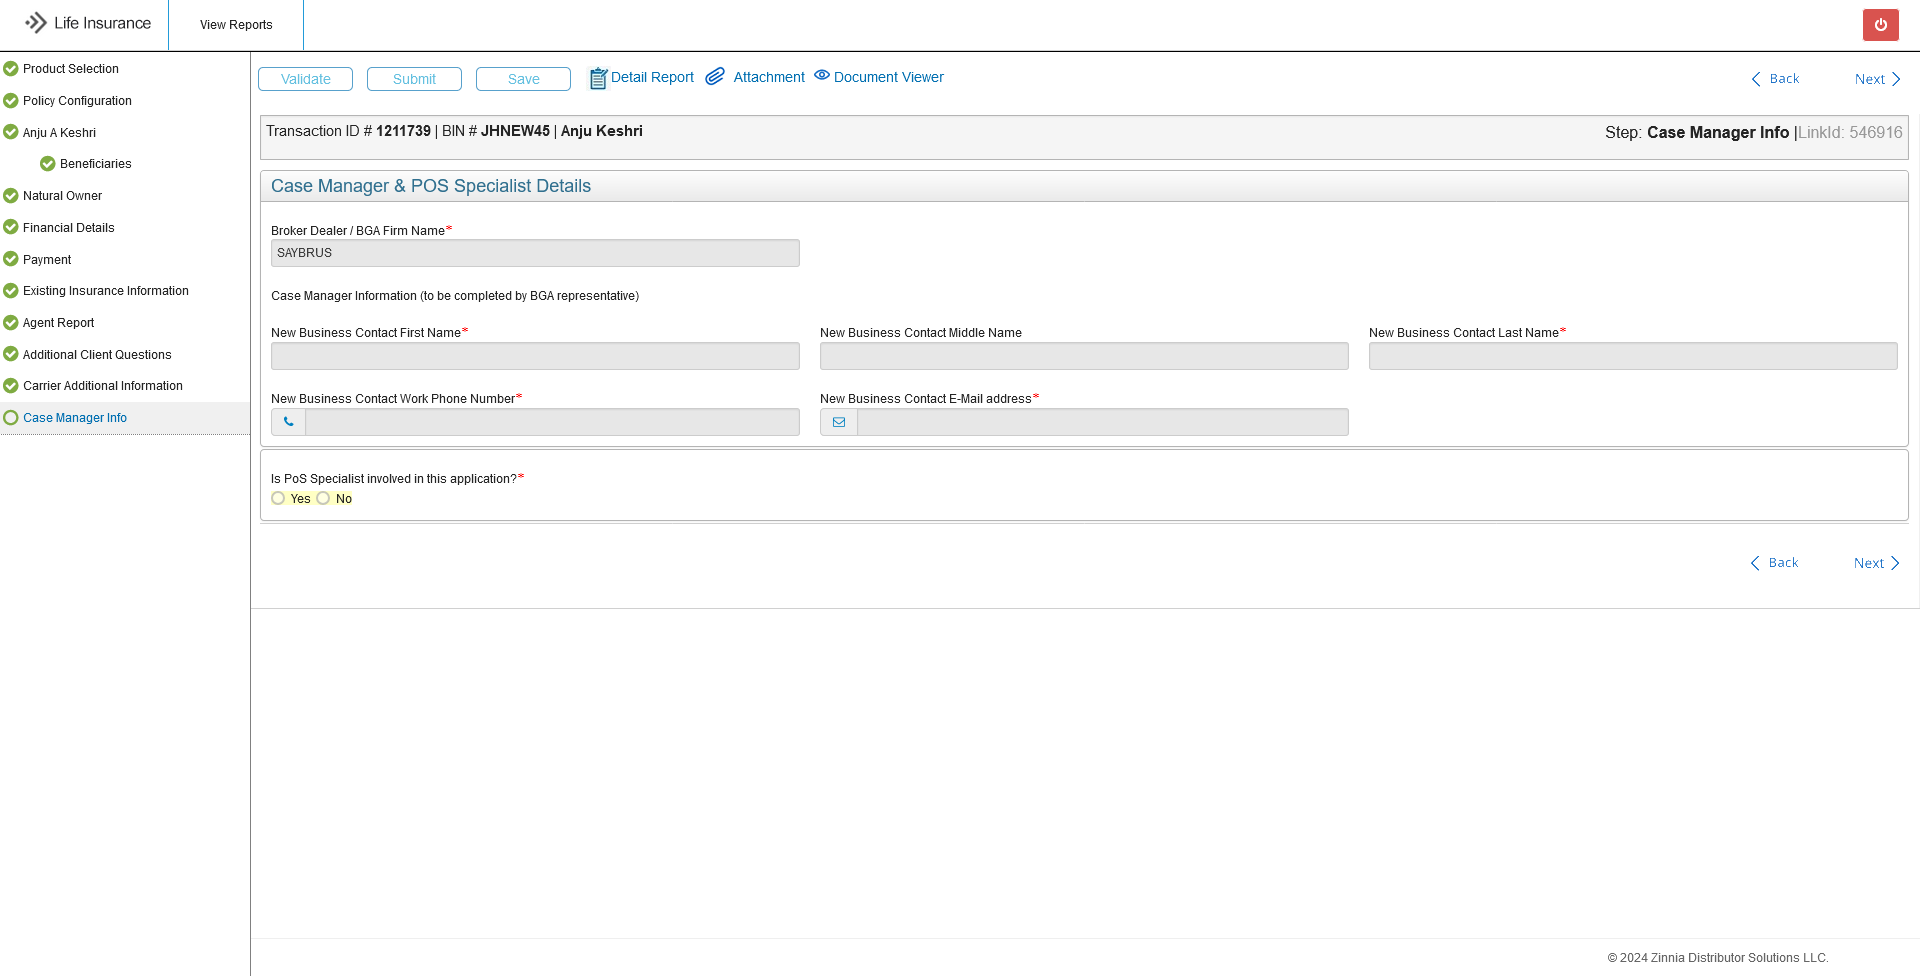 Life Insurance
View Reports
Product Selection
Policy Configuration
Anju A Keshri
Beneficiaries
Natural Owner
Financial Details
Payment
Existing Insurance Information
Agent Report
Additional Client Questions
Carrier Additional Information
Case Manager Info
Validate Submit Save Detail Report Attachment Document Viewer Back Next
Transaction ID # 1211739 | BIN # JHNEW45 | Anju Keshri
Step: Case Manager Info |LinkId: 546916
Case Manager & POS Specialist Details
Broker Dealer / BGA Firm Name*
SAYBRUS
Case Manager Information (to be completed by BGA representative)
New Business Contact First Name* New Business Contact Middle Name New Business Contact Last Name*
New Business Contact Work Phone Number* New Business Contact E-Mail address*
Is PoS Specialist involved in this application?*
Yes No
Back Next
© 2024 Zinnia Distributor Solutions LLC.